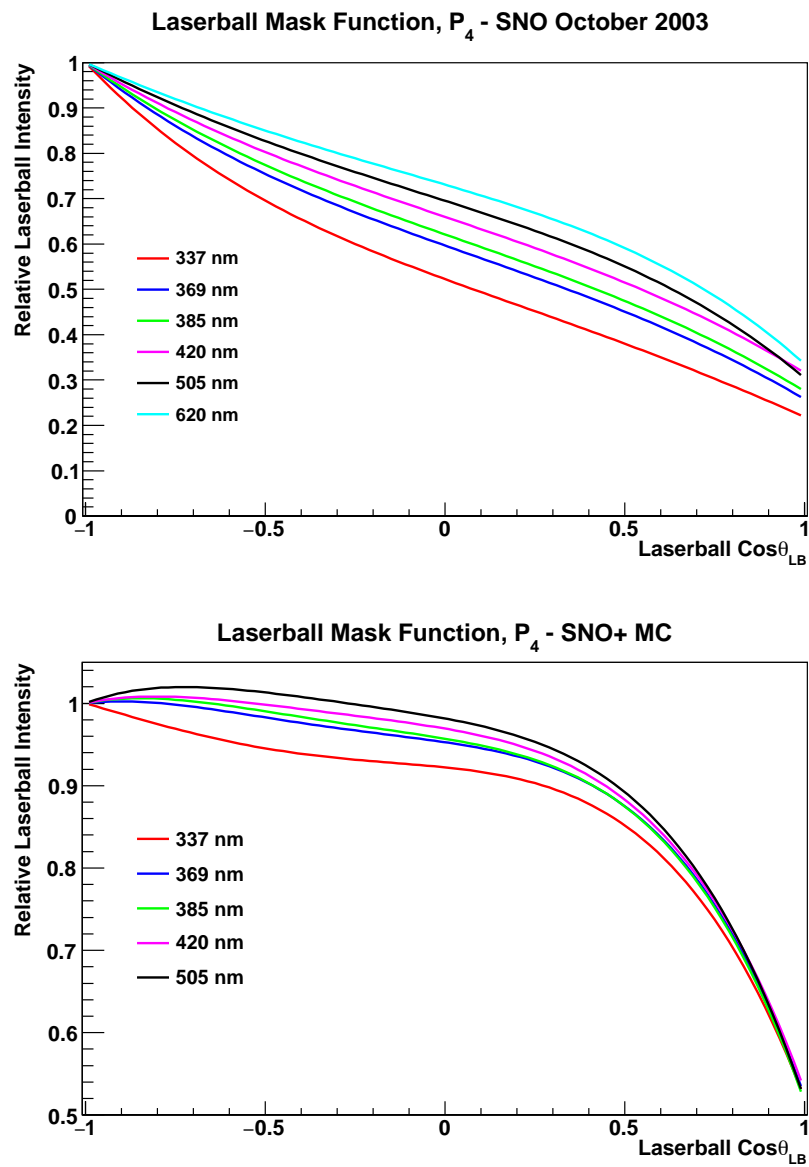 Laserball Mask Function, P4 - SNO October 2003
Relative Laserball Intensity
1
0.9
0.8
0.7
0.6
0.5
0.4
0.3
0.2
0.1
0
337 nm
369 nm
385 nm
420 nm
505 nm
620 nm
−1 −0.5 0 0.5 1
Laserball CosθLB
Laserball Mask Function, P4 - SNO+ MC
Relative Laserball Intensity
1
0.9
0.8
0.7
0.6
0.5
337 nm
369 nm
385 nm
420 nm
505 nm
−1 −0.5 0 0.5 1
Laserball CosθLB